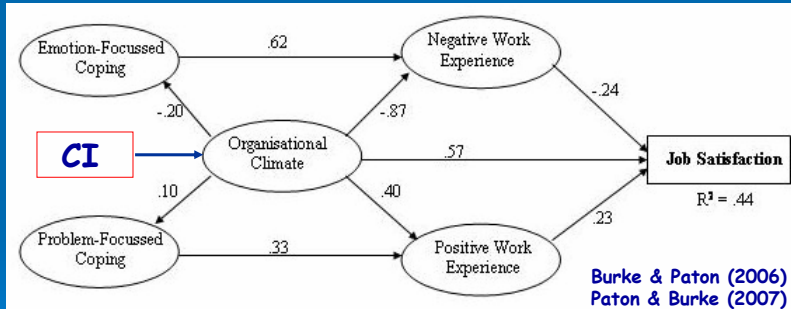 Emotion-Focussed
Coping
.62
Negative Work
Experience
-.20
-.87
-.24
CI
Organisational
Climate
.57
Job Satisfaction
R² = .44
.10
.40
.23
Problem-Focussed
Coping
.33
Positive Work
Experience
Burke & Paton (2006)
Paton & Burke (2007)